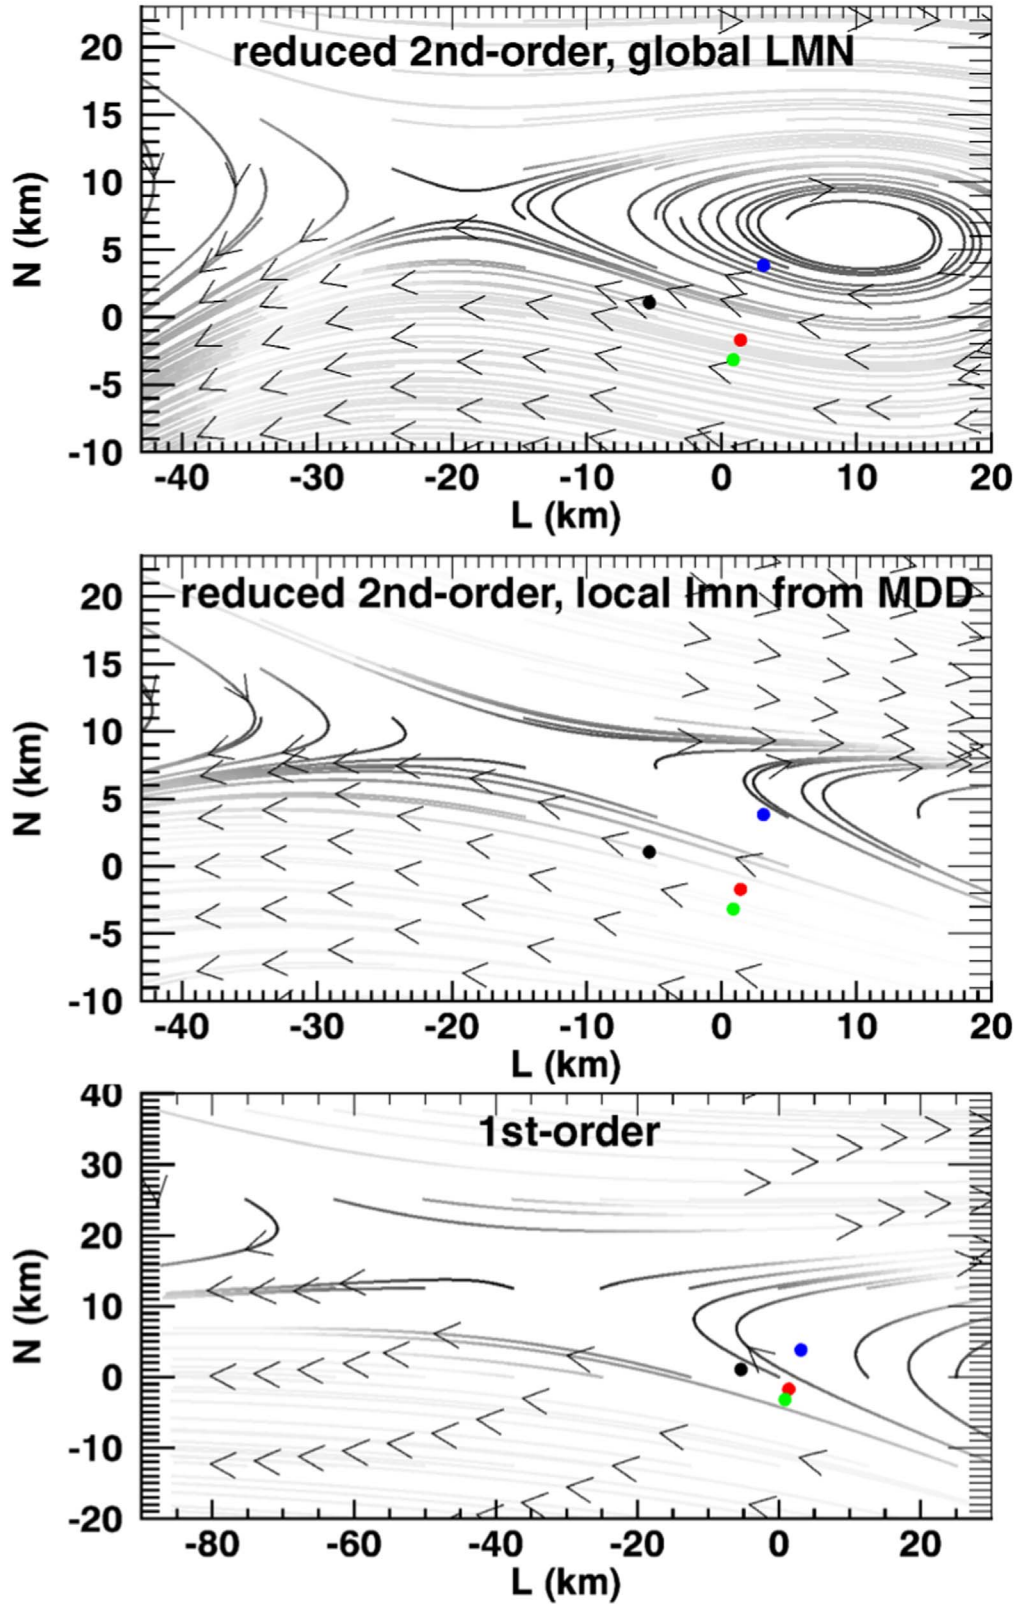 reduced 2nd-order, global LMN
N (km)
20
15
10
5
0
-5
-10
-40 -30 -20 -10 0 10 20
L (km)
reduced 2nd-order, local lmn from MDD
N (km)
20
15
10
5
0
-5
-10
-40 -30 -20 -10 0 10 20
L (km)
1st-order
N (km)
40
30
20
10
0
-10
-20
-80 -60 -40 -20 0 20
L (km)